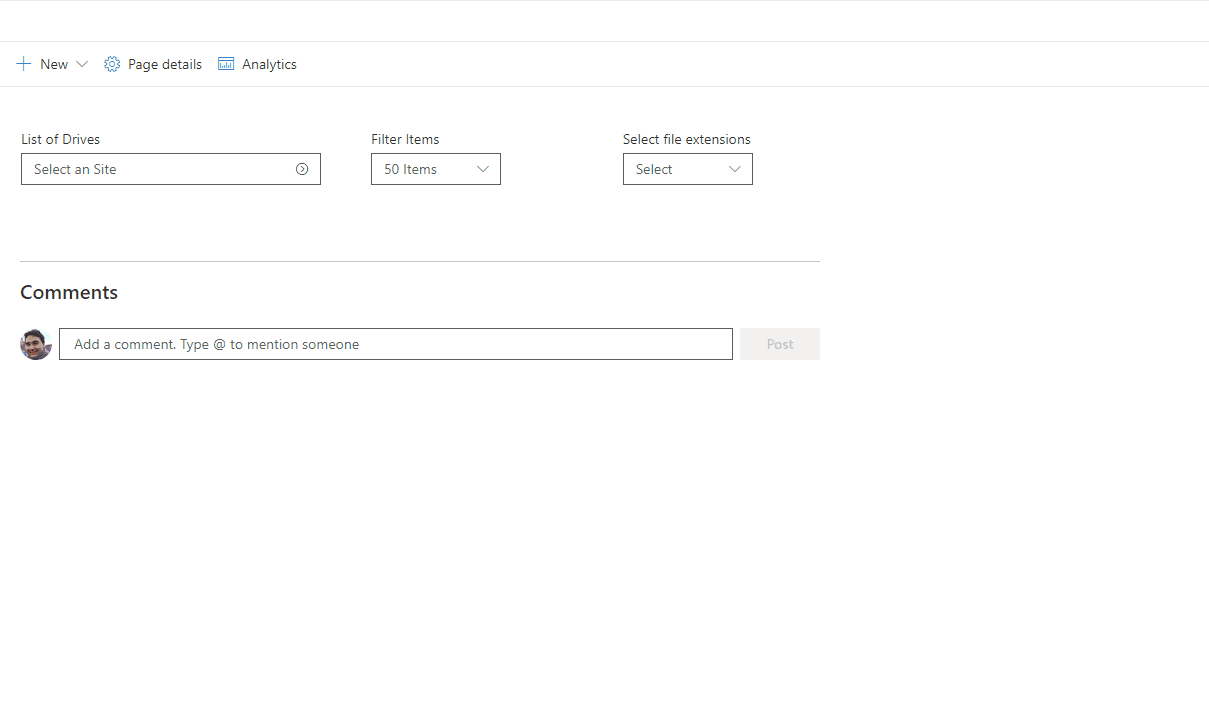 New Page details Analytics
List of Drives Filter Items Select file extensions
Select an Site 50 Items Select
Comments
Add a comment. Type @ to mention someone Post